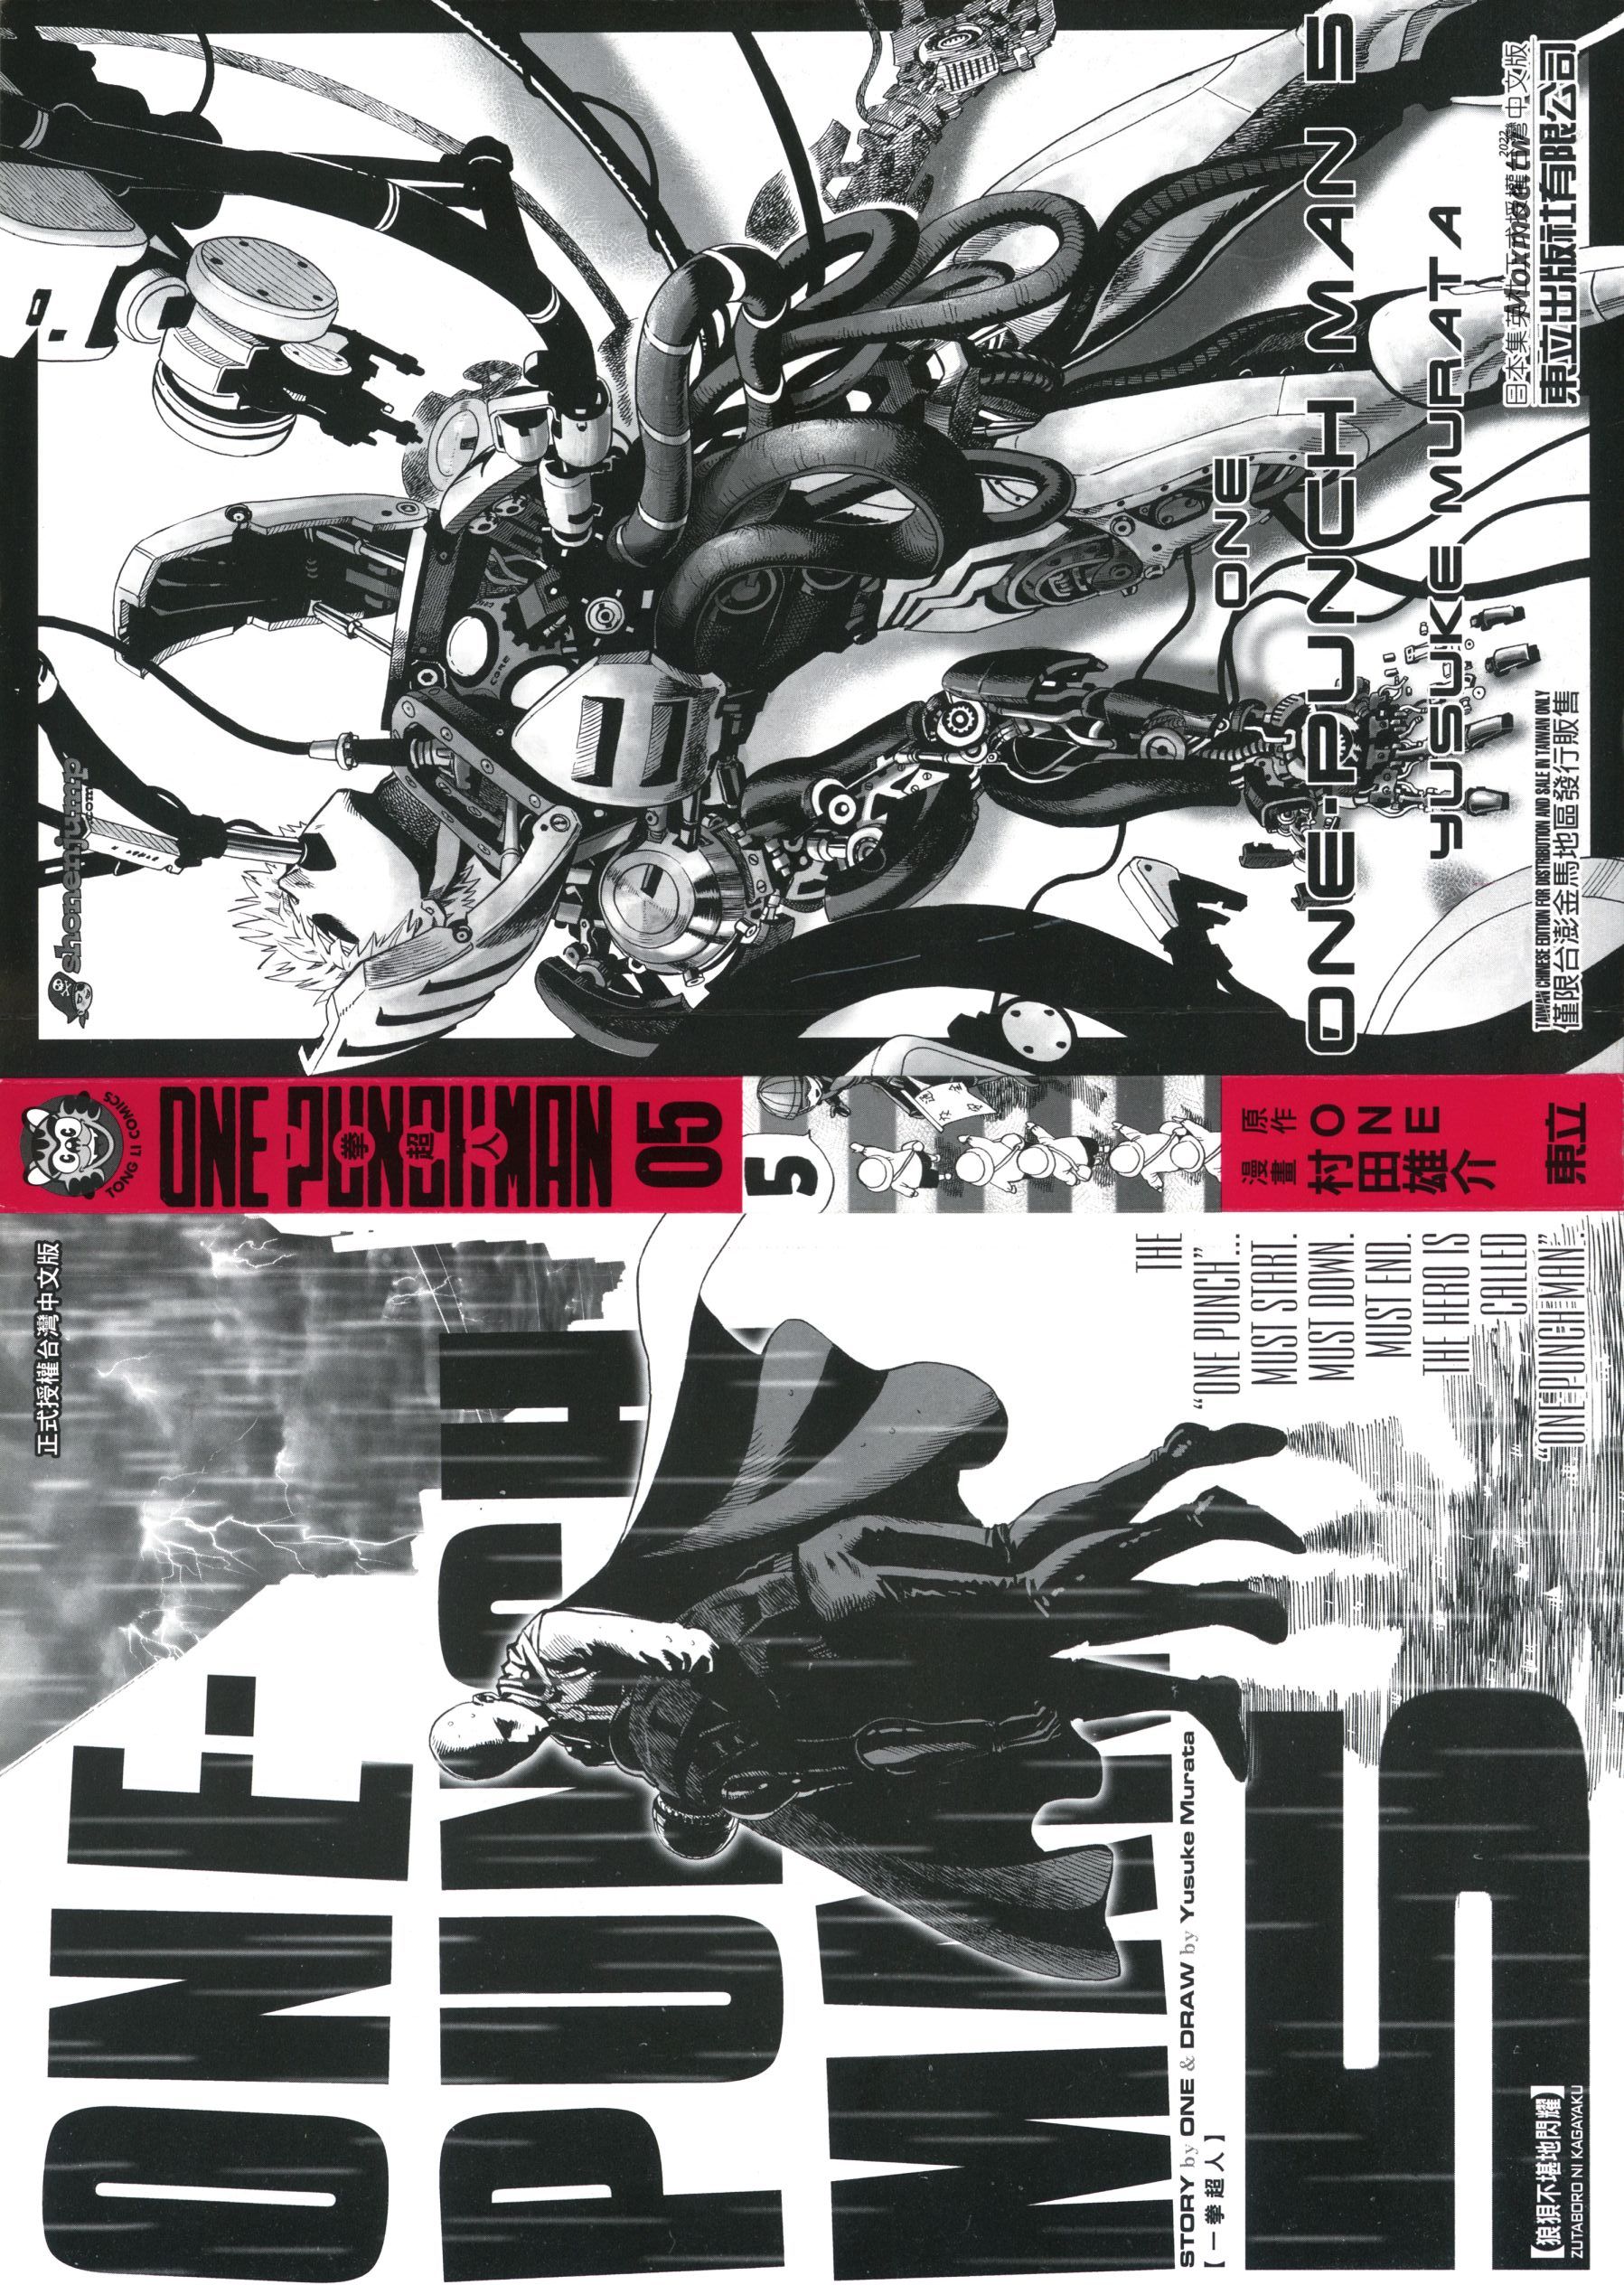 shonenjump
.com
ONE
ONE-PUNCH MAN 5
YUSUKE MURATA
2022
東立出版社有限公司
TAIWAN CHINESE EDITION FOR DISTRIBUTION AND SALE IN TAIWAN ONLY
僅限台澎金馬地區發行販售
CORE
TONG LI COMICS
ONE PUNCH MAN
一拳超人
05
5
原作 ONE
漫畫 村田雄介
東立
正式授權台灣中文版
ONE-
PUNCH
MAN
5
THE
“ONE PUNCH”...
MUST START.
MUST DOWN.
MUST END.
THE HERO IS
CALLED
“ONE PUNCH MAN”.
STORY by ONE & DRAW by Yusuke Murata
【一拳超人】
【狼狽不堪地閃耀】
ZUTABORO NI KAGAYAKU